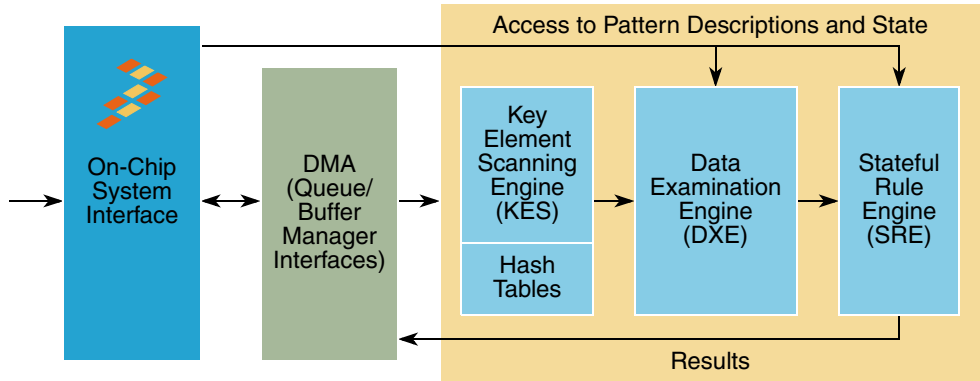 Access to Pattern Descriptions and State
On-Chip
System
Interface
DMA
(Queue/
Buffer
Manager
Interfaces)
Key
Element
Scanning
Engine
(KES)
Hash
Tables
Data
Examination
Engine
(DXE)
Stateful
Rule
Engine
(SRE)
Results